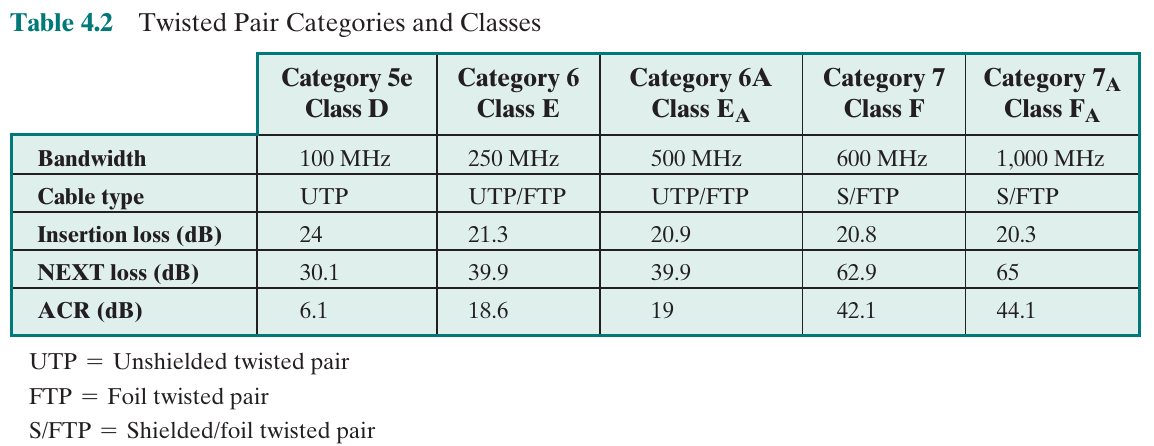 Table 4.2 Twisted Pair Categories and Classes
Category 5e Class D Category 6 Class E Category 6A Class EA Category 7 Class F Category 7A Class FA
Bandwidth 100 MHz 250 MHz 500 MHz 600 MHz 1,000 MHz
Cable type UTP UTP/FTP UTP/FTP S/FTP S/FTP
Insertion loss (dB) 24 21.3 20.9 20.8 20.3
NEXT loss (dB) 30.1 39.9 39.9 62.9 65
ACR (dB) 6.1 18.6 19 42.1 44.1
UTP = Unshielded twisted pair
FTP = Foil twisted pair
S/FTP = Shielded/foil twisted pair